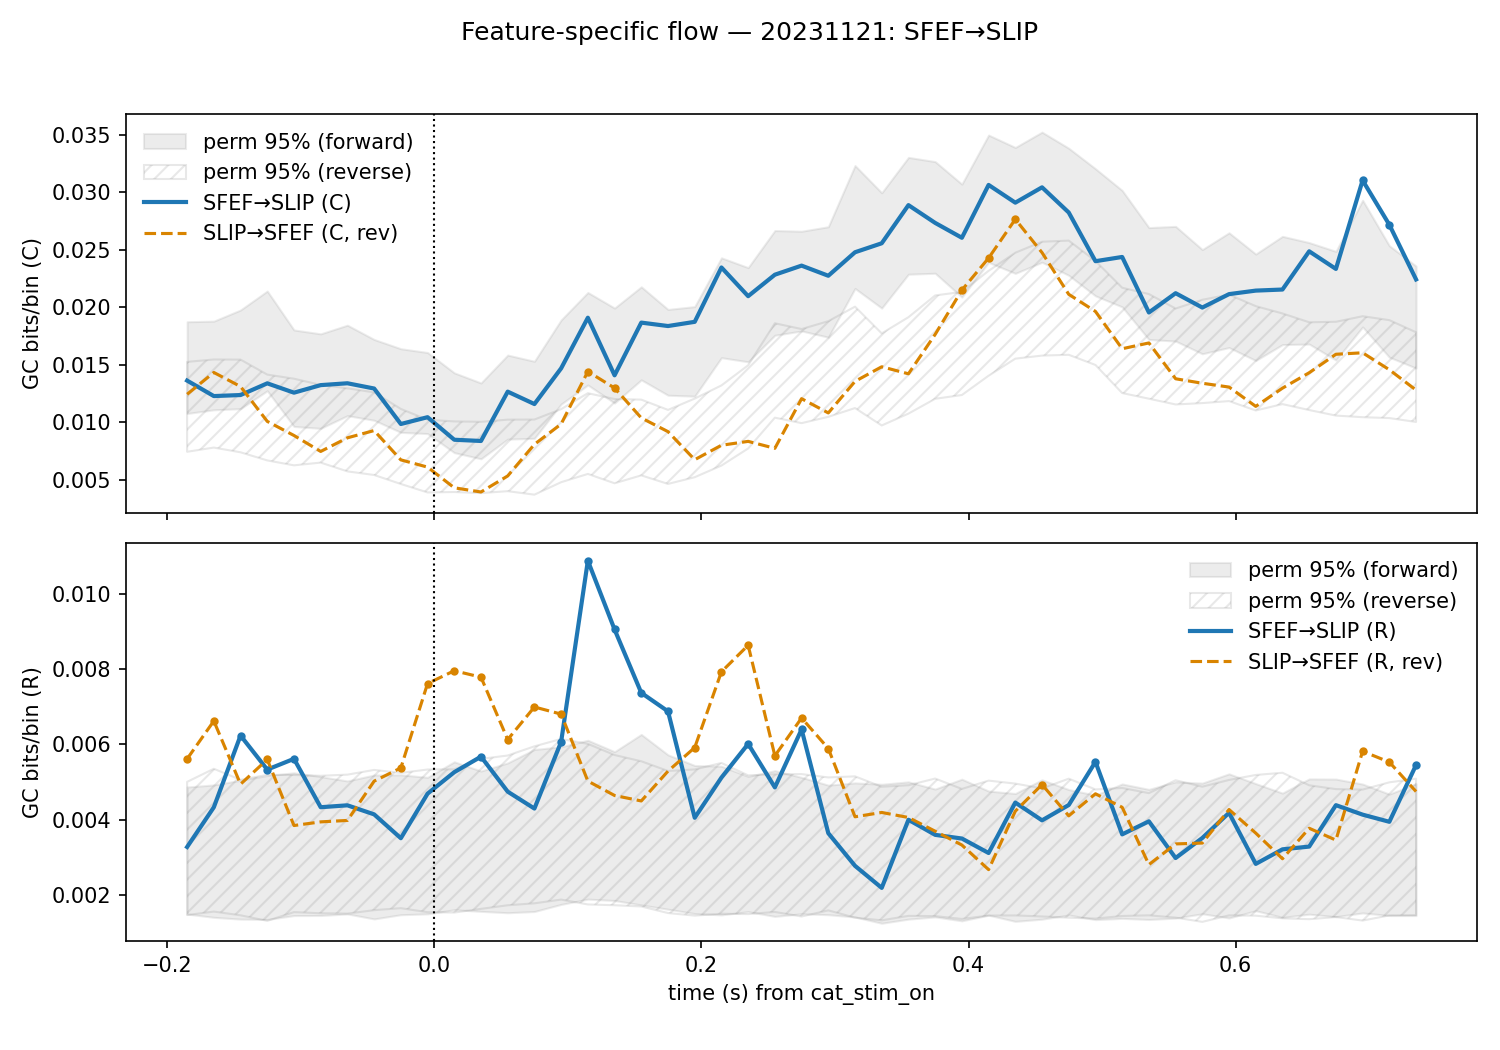 Feature-specific flow — 20231121: SFEF→SLIP
GC bits/bin (C)
0.035
0.030
0.025
0.020
0.015
0.010
0.005
perm 95% (forward)
perm 95% (reverse)
SFEF→SLIP (C)
SLIP→SFEF (C, rev)
GC bits/bin (R)
0.010
0.008
0.006
0.004
0.002
perm 95% (forward)
perm 95% (reverse)
SFEF→SLIP (R)
SLIP→SFEF (R, rev)
−0.2 0.0 0.2 0.4 0.6
time (s) from cat_stim_on